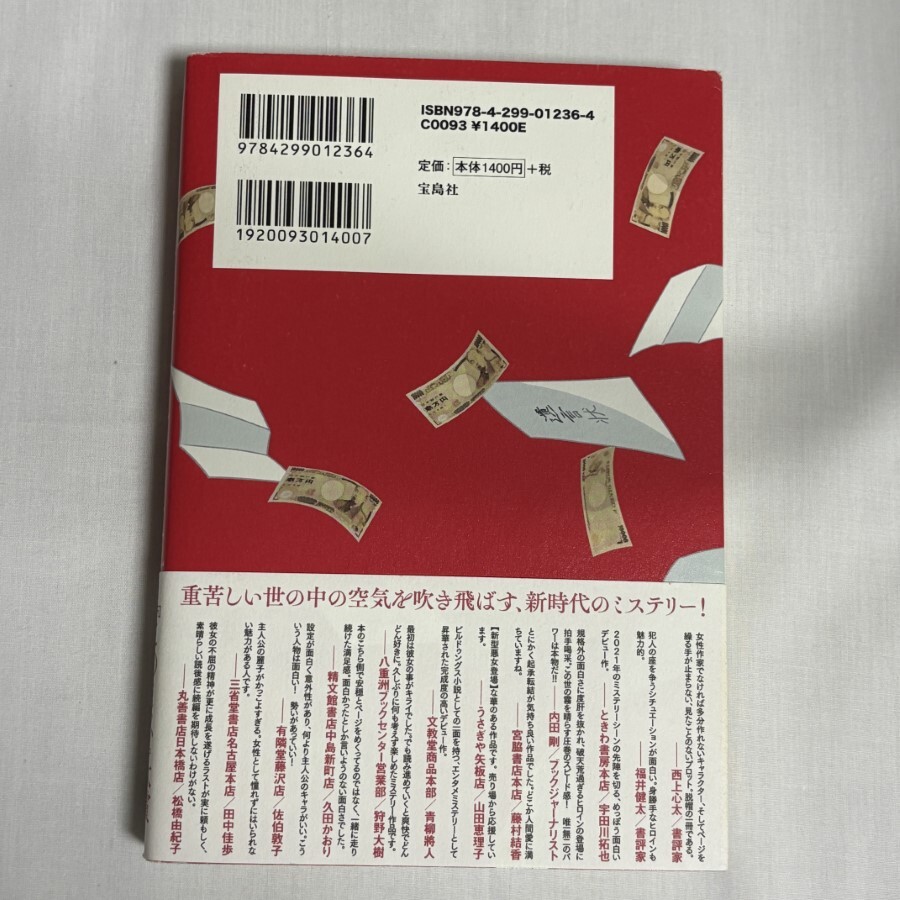 ISBN978-4-299-01236-4
C0093 ¥1400E
9784299012364
定価：本体1400円＋税
宝島社
1920093014007
遺言状
重苦しい世の中の空気を吹き飛ばす、新時代のミステリー！
女性作家でなければ多分作れないキャラクター、そしてページを
繰る手が止まらない、見たことのないプロット。脱帽の一冊である。
――西上心太／書評家
犯人の座を争うシチュエーションが面白い。身勝手なヒロインも
魅力的。
――福井健太／書評家
2021年のミステリーシーンの先陣を切る、めっぽう面白い
デビュー作。
――ときわ書房本店／宇田川拓也
規格外の面白さに度肝を抜かれ、破天荒過ぎるヒロインの登場に
拍手喝采。この世の霧を晴らす圧巻のスピード感！ 唯一無二のパ
ワーは本物だ!!
――内田 剛／ブックジャーナリスト
とにかく起承転結が気持ち良い作品でした。どこか人間愛に満
ちていますね。
――宮脇書店本店／藤村結香
【新型悪女登場】な華のある作品です。売り場から応援してい
ます。
――うさぎや矢板店／山田恵理子
ビルドゥングス小説としての一面を持つ、エンタメミステリーとして
昇華された完成度の高いデビュー作。
――文教堂商品本部／青柳將人
最初は彼女の事がキライでした。でも読み進めていくと爽快でどん
どん好きに。久しぶりに何も考えず楽しめたミステリー作品です。
――八重洲ブックセンター営業部／狩野大樹
本のこちら側で安穏とページをめくってるのではなく、一緒に走り
続けた満足感。面白かったとしか言いようのない面白さでした。
――精文館書店中島新町店／久田かおり
設定が面白く意外性があり、何より主人公のキャラがいい。こう
いう人物は面白い！ 勢いがあっていい！
――有隣堂藤沢店／佐伯敦子
主人公の麗子がかっこよすぎる。女性として憧れずにはいられな
い魅力がある人です。
――三省堂書店名古屋本店／田中佳歩
彼女の不屈の精神が更に成長を遂げるラストが実に頼もしく、
素晴らしい読後感に続編を期待しないわけがない。
――丸善書店日本橋店／松橋由紀子